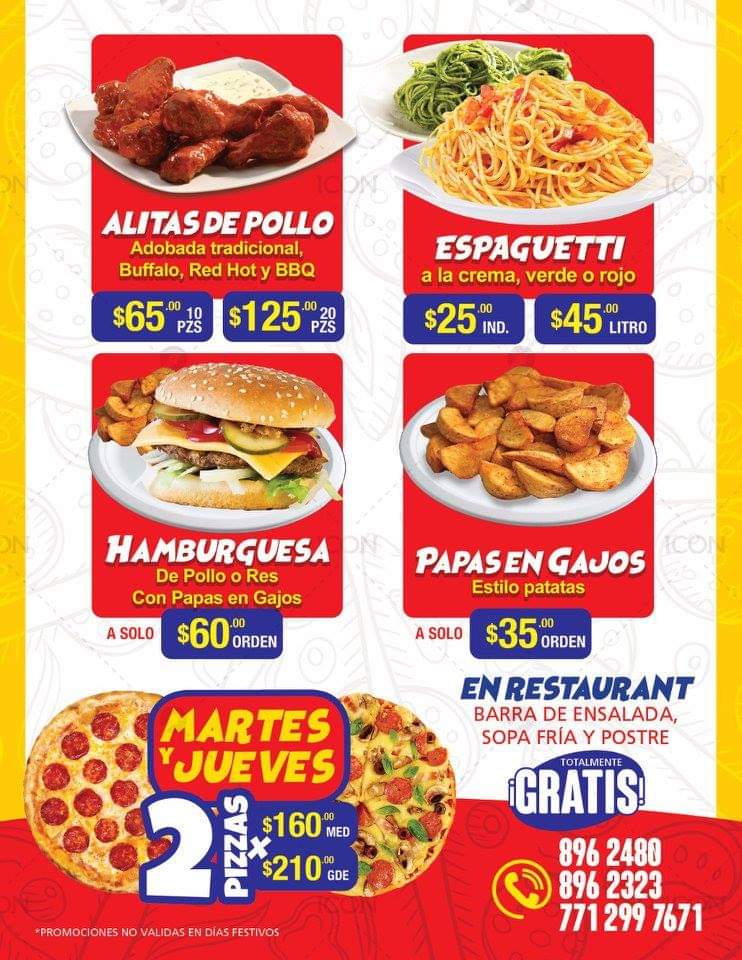 ALITAS DE POLLO
Adobada tradicional,
Buffalo, Red Hot y BBQ
$65.00 10 PZS
$125.00 20 PZS
ESPAGUETTI
a la crema, verde o rojo
$25.00 IND.
$45.00 LITRO
HAMBURGUESA
De Pollo o Res
Con Papas en Gajos
A SOLO $60.00 ORDEN
PAPAS EN GAJOS
Estilo patatas
A SOLO $35.00 ORDEN
MARTES
Y JUEVES
2 PIZZAS X
$160.00 MED
$210.00 GDE
*PROMOCIONES NO VALIDAS EN DÍAS FESTIVOS
EN RESTAURANT
BARRA DE ENSALADA,
SOPA FRÍA Y POSTRE
TOTALMENTE
¡GRATIS!
896 2480
896 2323
771 299 7671
ICON
ICON
ICON
ICON